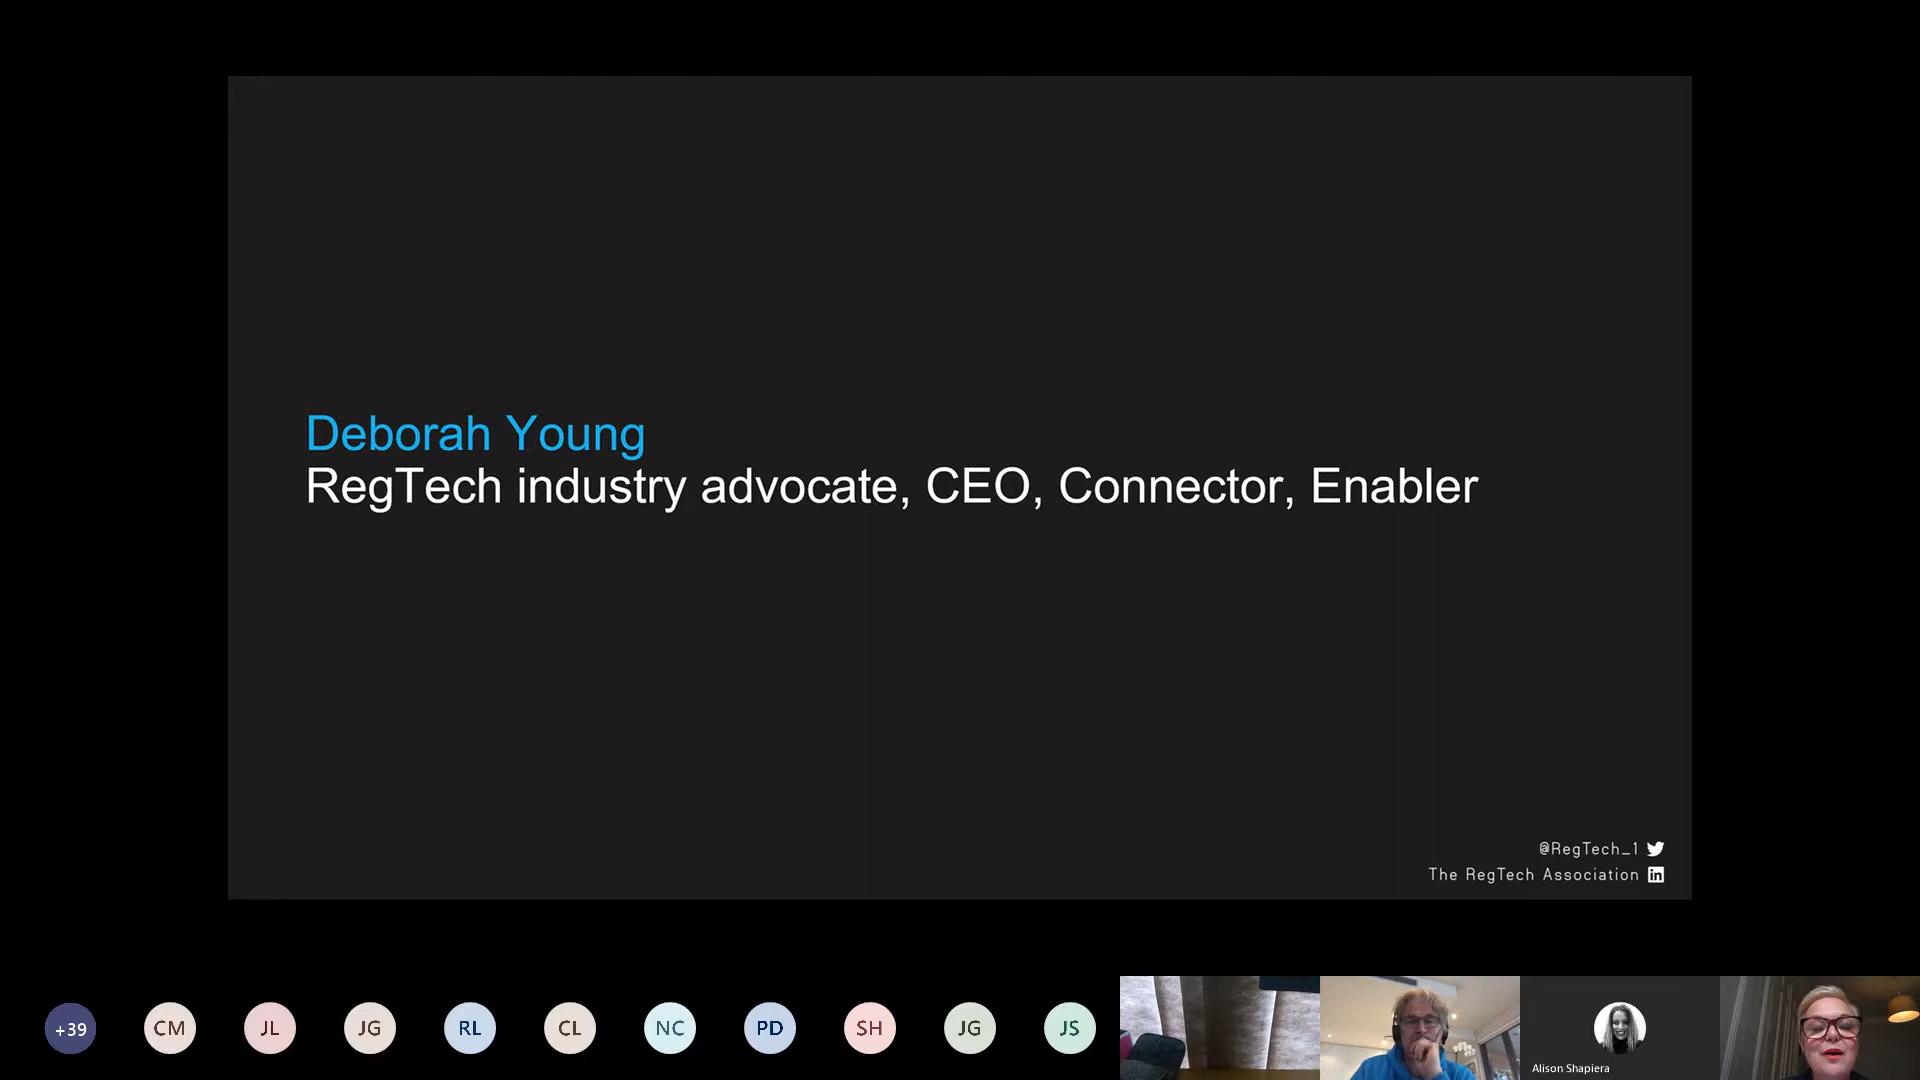 Deborah Young
RegTech industry advocate, CEO, Connector, Enabler
@RegTech_1
The RegTech Association in
+39 CM JL JG RL CL NC PD SH JG JS
Alison Shapiera